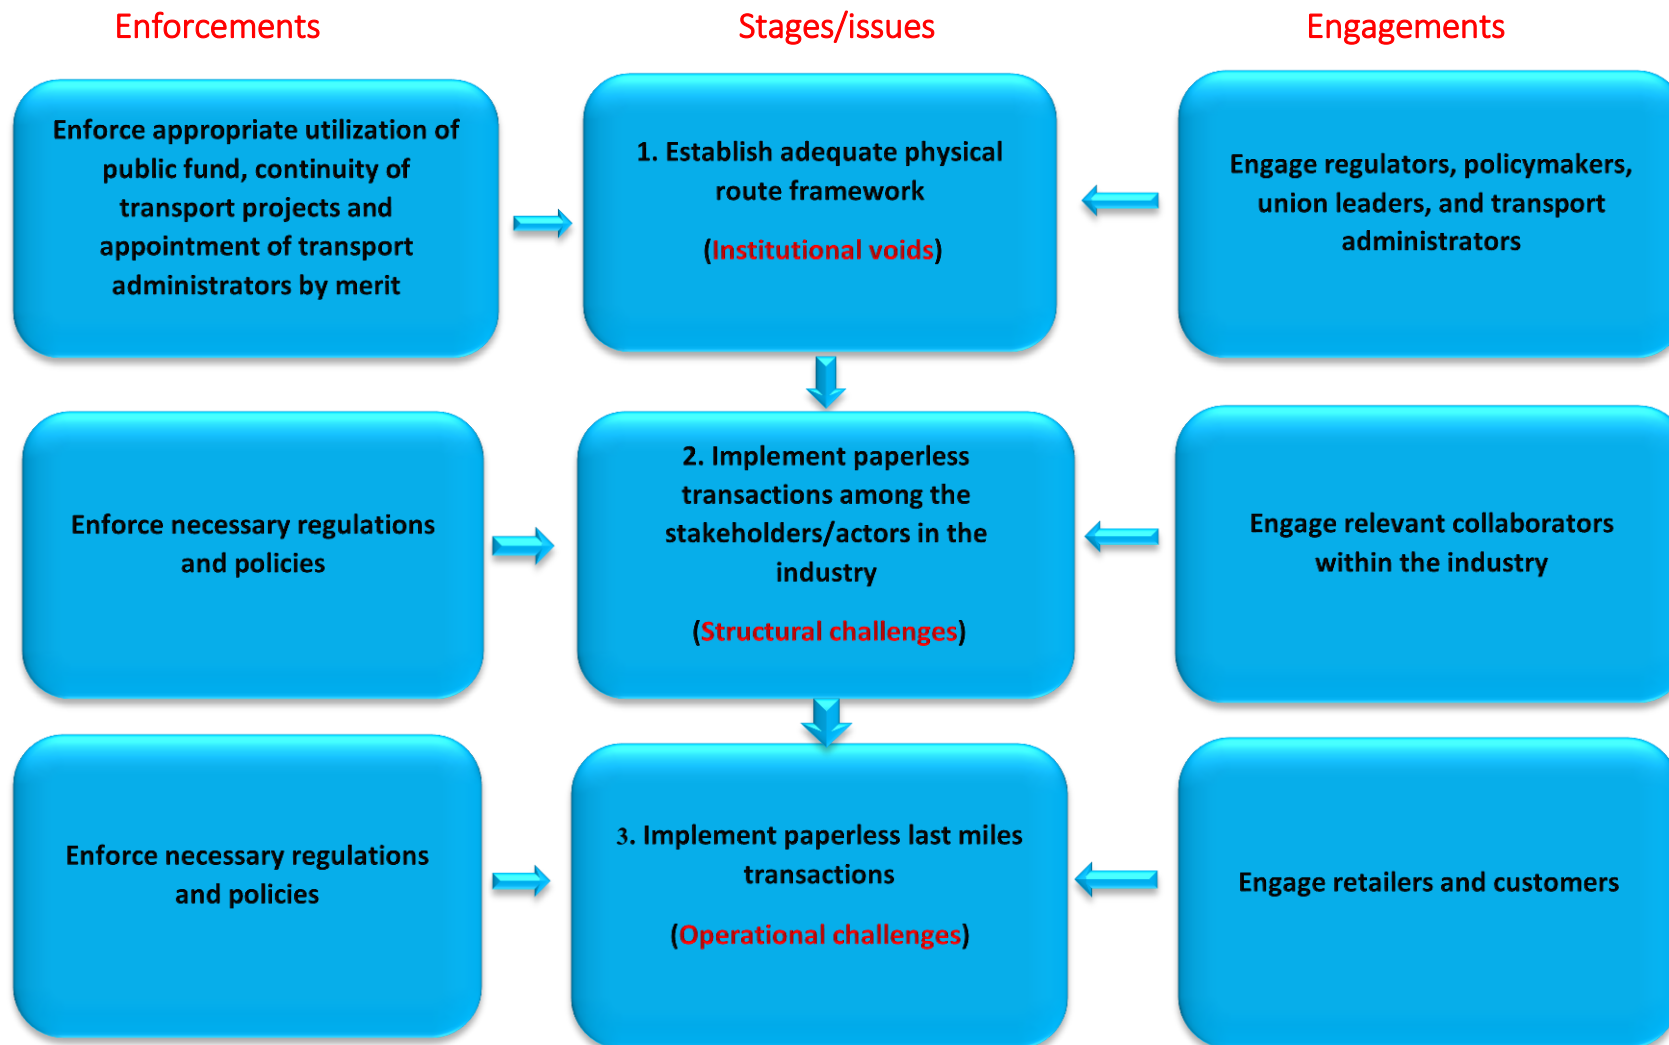 Enforcements
Stages/issues
Engagements
Enforce appropriate utilization of
public fund, continuity of
transport projects and
appointment of transport
administrators by merit
1. Establish adequate physical
route framework
(Institutional voids)
Engage regulators, policymakers,
union leaders, and transport
administrators
Enforce necessary regulations
and policies
2. Implement paperless
transactions among the
stakeholders/actors in the
industry
(Structural challenges)
Engage relevant collaborators
within the industry
Enforce necessary regulations
and policies
3. Implement paperless last miles
transactions
(Operational challenges)
Engage retailers and customers